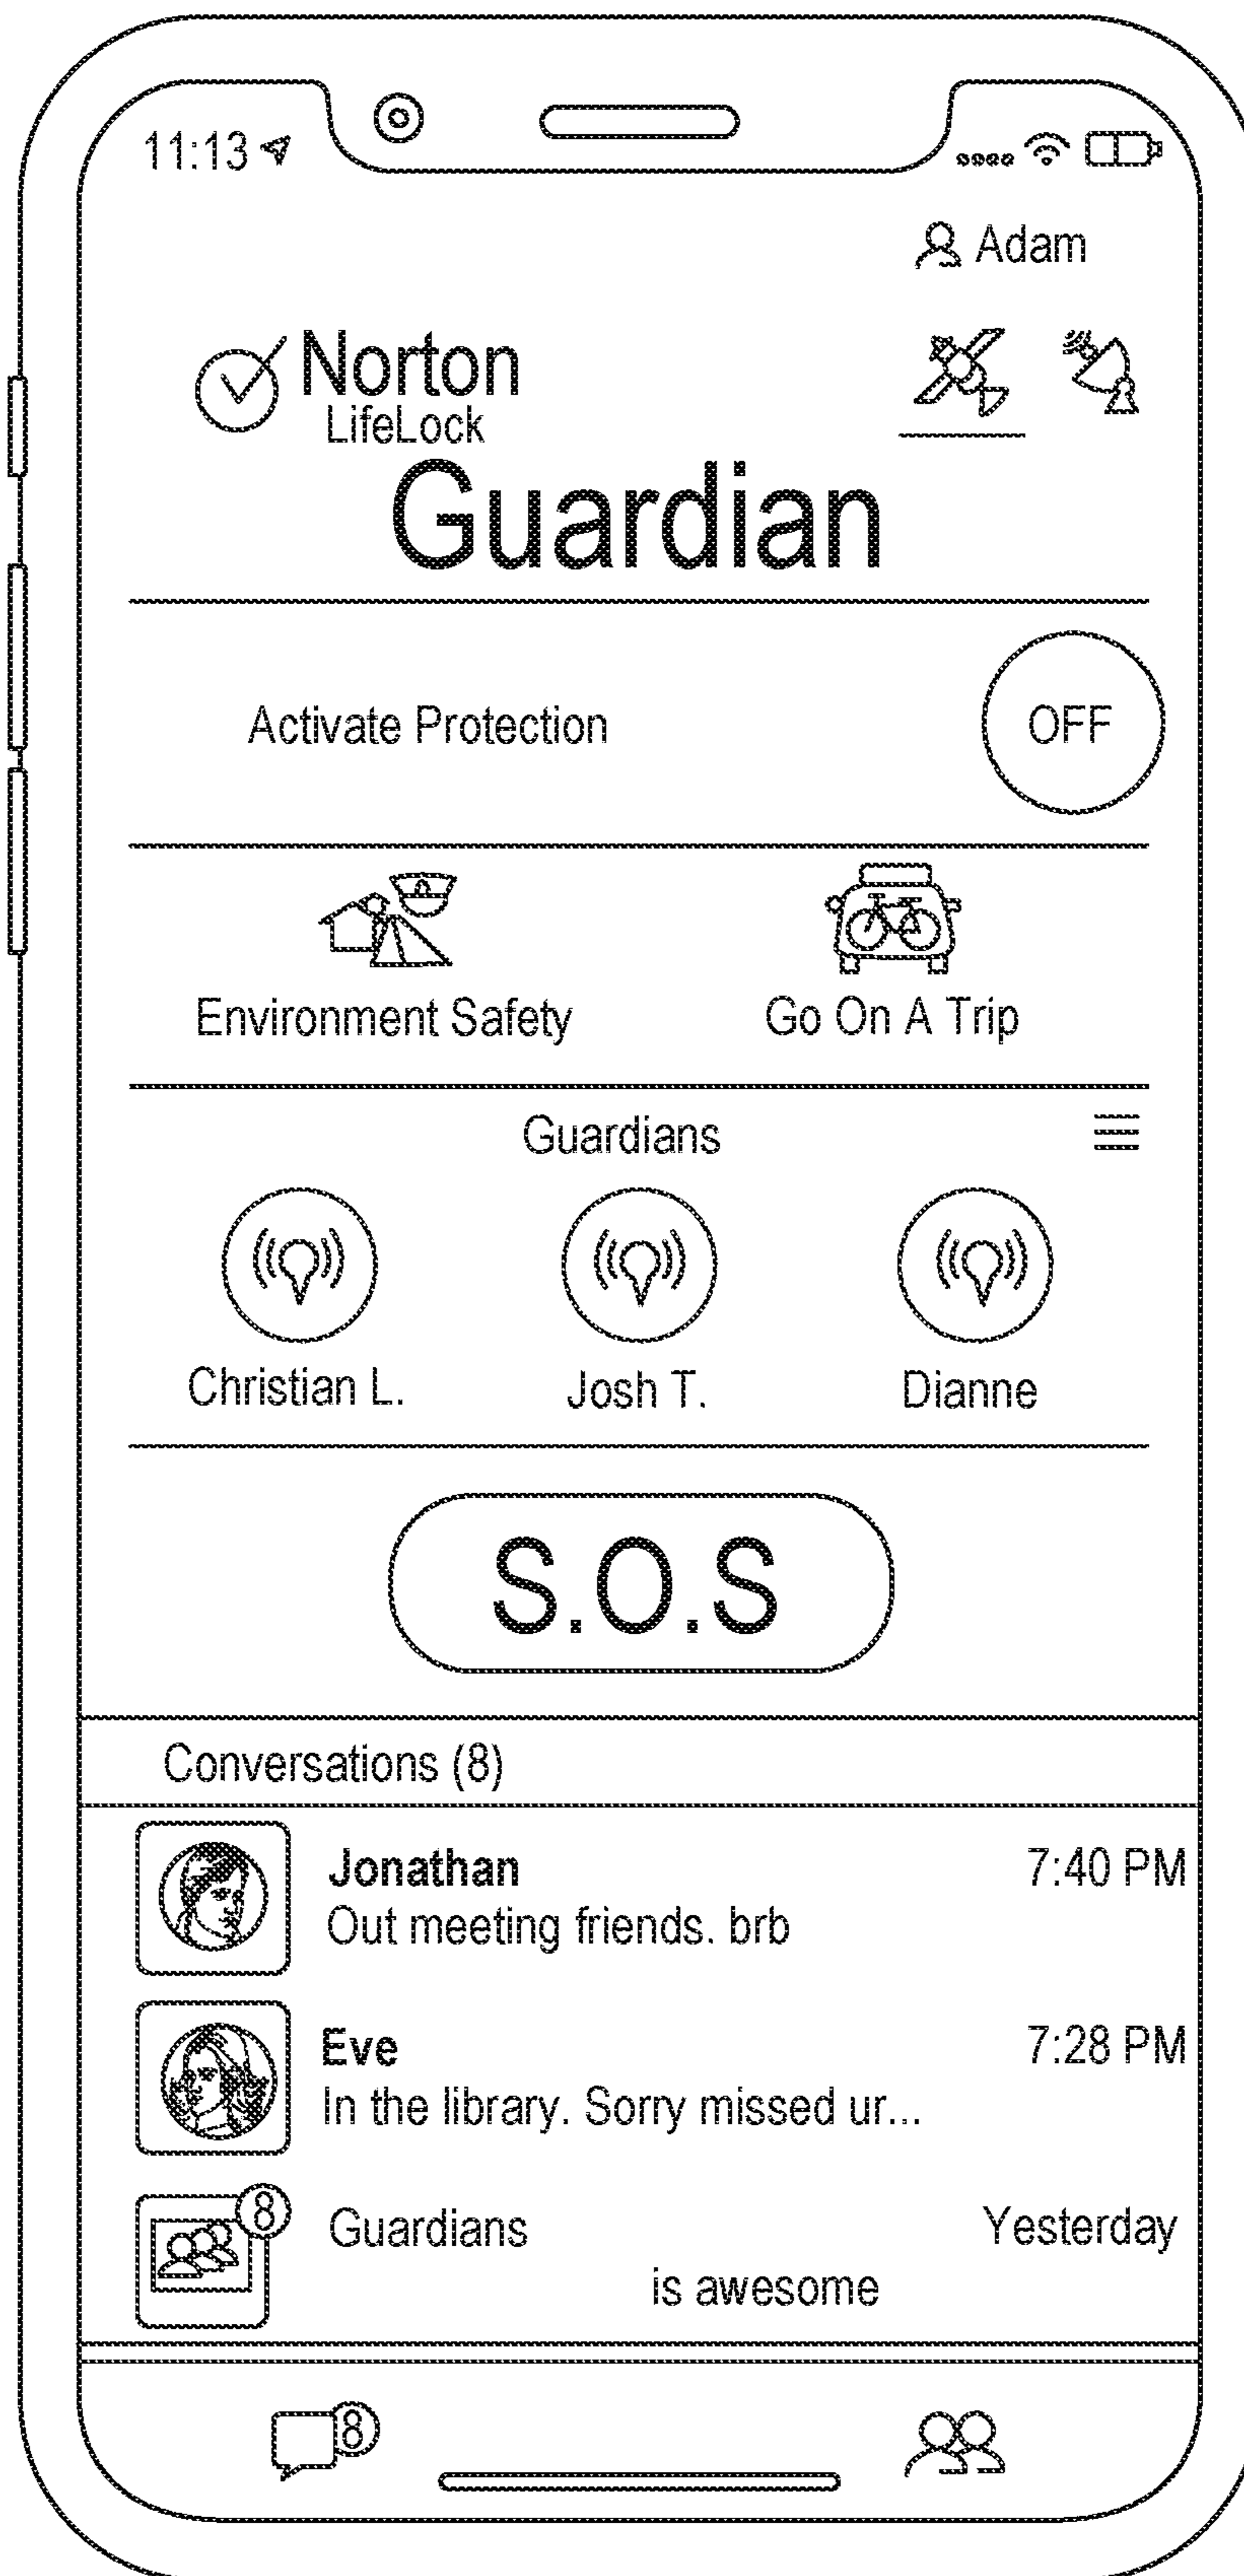 11:13
Adam
Norton
LifeLock
Guardian
Activate Protection OFF
Environment Safety Go On A Trip
Guardians
Christian L. Josh T. Dianne
S.O.S
Conversations (8)
Jonathan 7:40 PM
Out meeting friends. brb
Eve 7:28 PM
In the library. Sorry missed ur...
8
Guardians Yesterday
is awesome
8